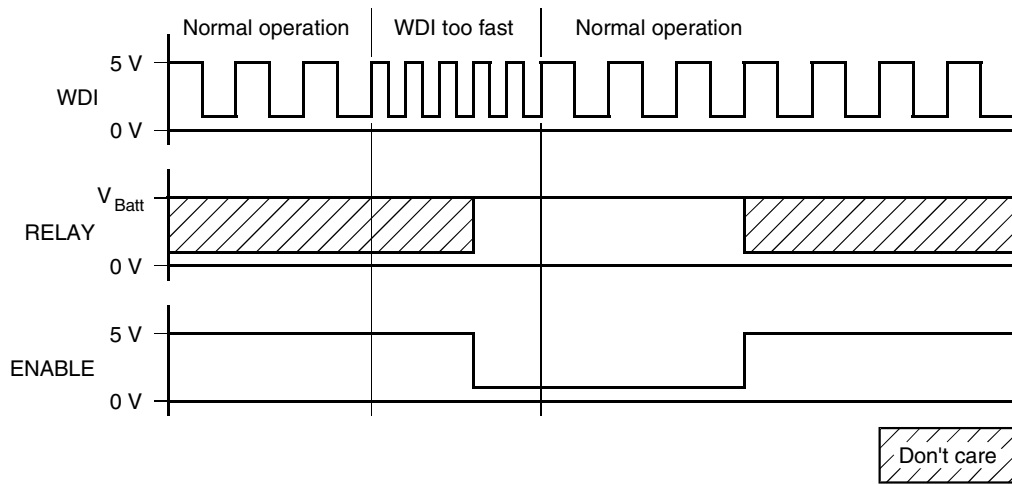 Normal operation WDI too fast Normal operation
5 V
WDI
0 V
V Batt
RELAY
0 V
5 V
ENABLE
0 V
Don't care